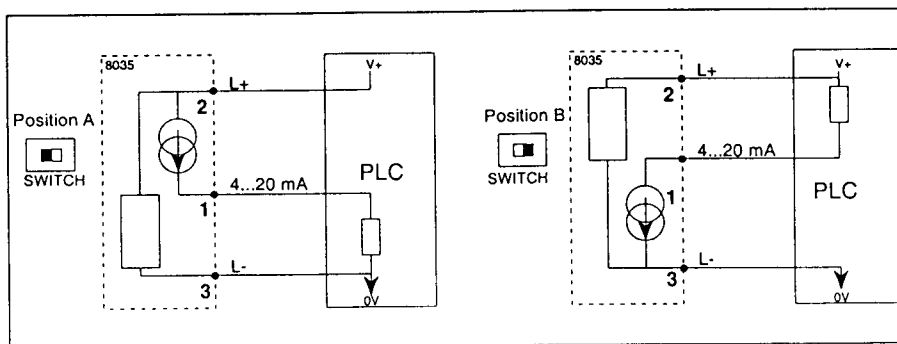 8035
V+
L+
2
Position A
SWITCH
4...20 mA
1
PLC
L-
3
0V
8035
V+
L+
2
Position B
SWITCH
4...20 mA
1
PLC
L-
3
0V